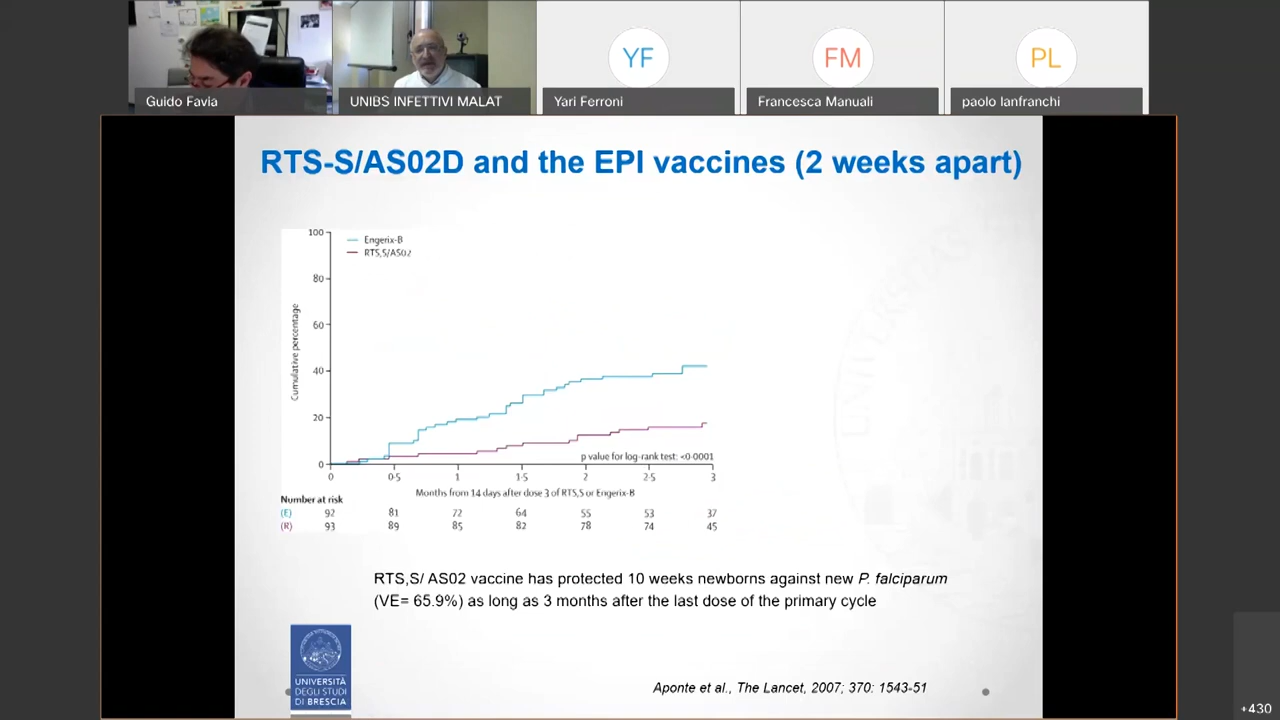 YF
FM
PL
Guido Favia
UNIBS INFETTIVI MALAT
Yari Ferroni
Francesca Manuali
paolo lanfranchi
RTS-S/AS02D and the EPI vaccines (2 weeks apart)
100
80
60
40
20
0
Cumulative percentage
Engerix-B
RTS,S/AS02
p value for log-rank test: <0·0001
0 0·5 1 1·5 2 2·5 3
Months from 14 days after dose 3 of RTS,S or Engerix-B
Number at risk
(E) 92 81 72 64 55 53 37
(R) 93 89 85 82 78 74 45
RTS,S/ AS02 vaccine has protected 10 weeks newborns against new P. falciparum
(VE= 65.9%) as long as 3 months after the last dose of the primary cycle
UNIVERSITÀ
DEGLI STUDI
DI BRESCIA
Aponte et al., The Lancet, 2007; 370: 1543-51
+430